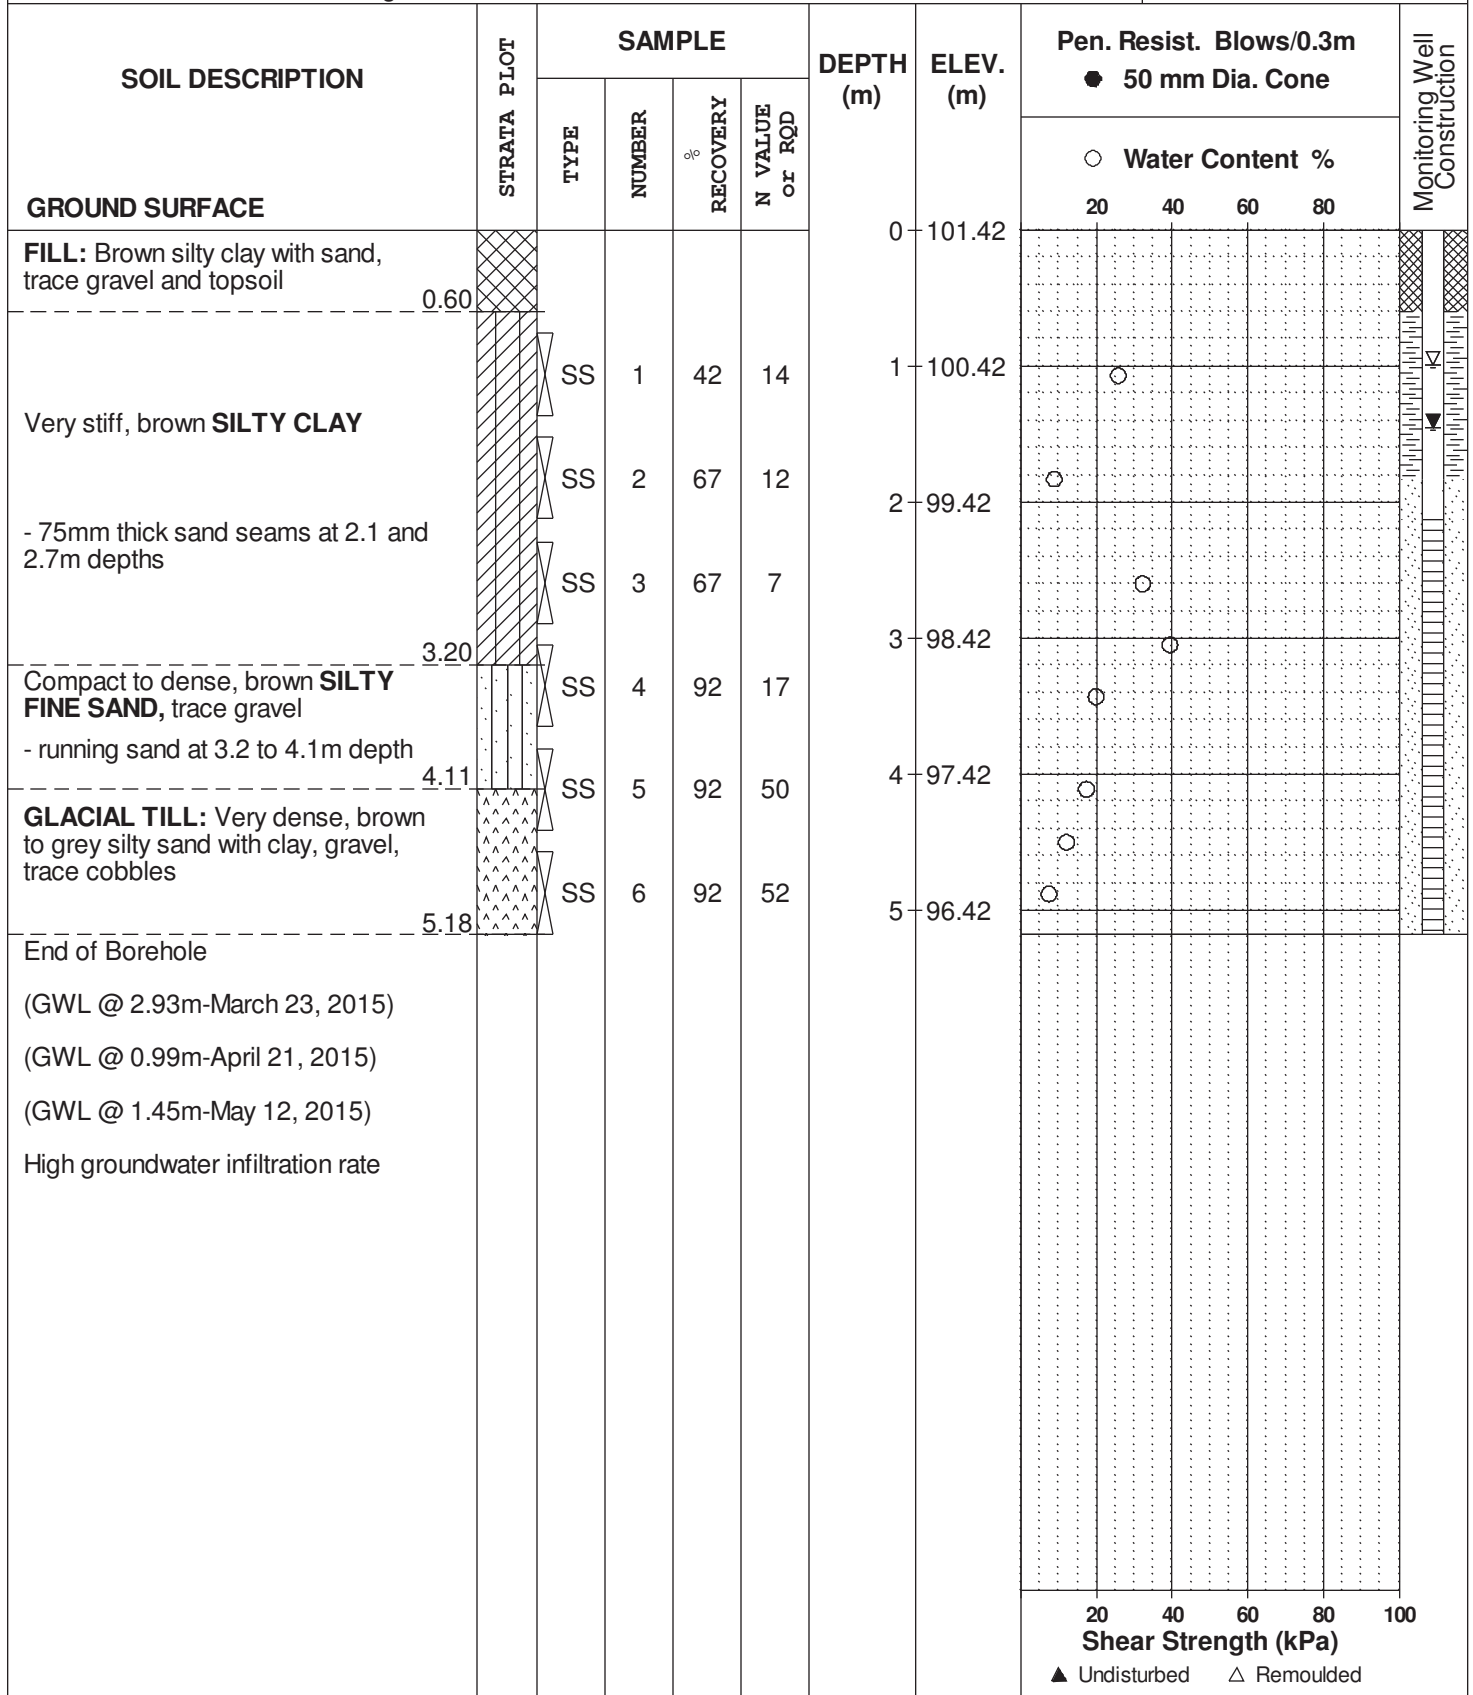 SOIL DESCRIPTION
GROUND SURFACE
STRATA PLOT
SAMPLE
TYPE
NUMBER
% RECOVERY
N VALUE
or RQD
DEPTH
(m)
ELEV.
(m)
Pen. Resist. Blows/0.3m
● 50 mm Dia. Cone
○ Water Content %
20 40 60 80
Monitoring Well
Construction
0 101.42
FILL: Brown silty clay with sand,
trace gravel and topsoil
0.60
SS 1 42 14
1 100.42
Very stiff, brown SILTY CLAY
SS 2 67 12
2 99.42
- 75mm thick sand seams at 2.1 and
2.7m depths
SS 3 67 7
3 98.42
3.20
Compact to dense, brown SILTY
FINE SAND, trace gravel
SS 4 92 17
- running sand at 3.2 to 4.1m depth
4.11
4 97.42
SS 5 92 50
GLACIAL TILL: Very dense, brown
to grey silty sand with clay, gravel,
trace cobbles
SS 6 92 52
5 96.42
5.18
End of Borehole
(GWL @ 2.93m-March 23, 2015)
(GWL @ 0.99m-April 21, 2015)
(GWL @ 1.45m-May 12, 2015)
High groundwater infiltration rate
20 40 60 80 100
Shear Strength (kPa)
▲ Undisturbed △ Remoulded